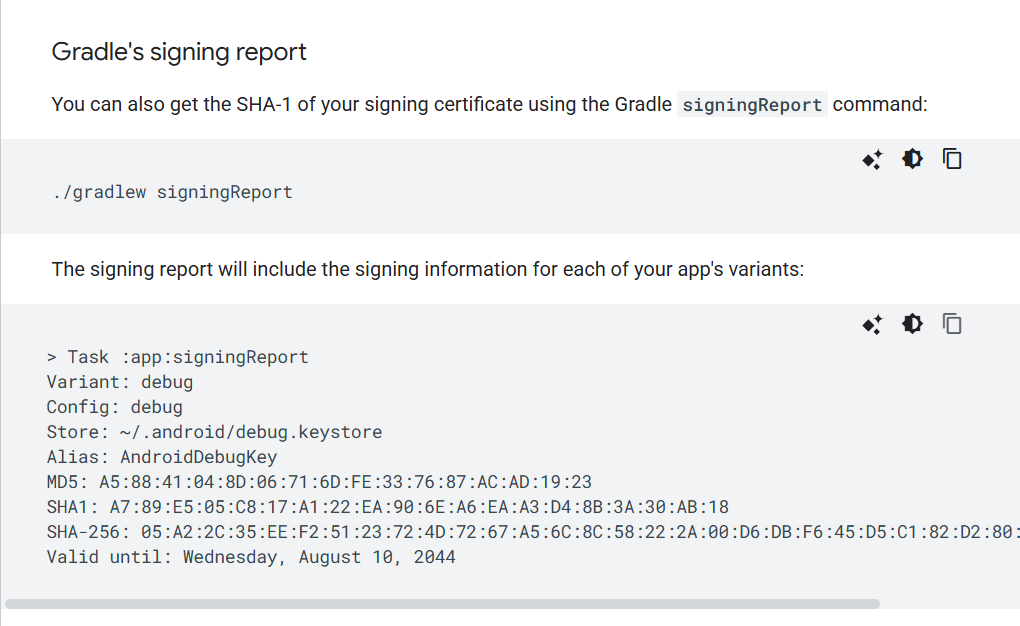 Gradle's signing report
You can also get the SHA-1 of your signing certificate using the Gradle signingReport command:
./gradlew signingReport
The signing report will include the signing information for each of your app's variants:
> Task :app:signingReport
Variant: debug
Config: debug
Store: ~/.android/debug.keystore
Alias: AndroidDebugKey
MD5: A5:88:41:04:8D:06:71:6D:FE:33:76:87:AC:AD:19:23
SHA1: A7:89:E5:05:C8:17:A1:22:EA:90:6E:A6:EA:A3:D4:8B:3A:30:AB:18
SHA-256: 05:A2:2C:35:EE:F2:51:23:72:4D:72:67:A5:6C:8C:58:22:2A:00:D6:DB:F6:45:D5:C1:82:D2:80:
Valid until: Wednesday, August 10, 2044